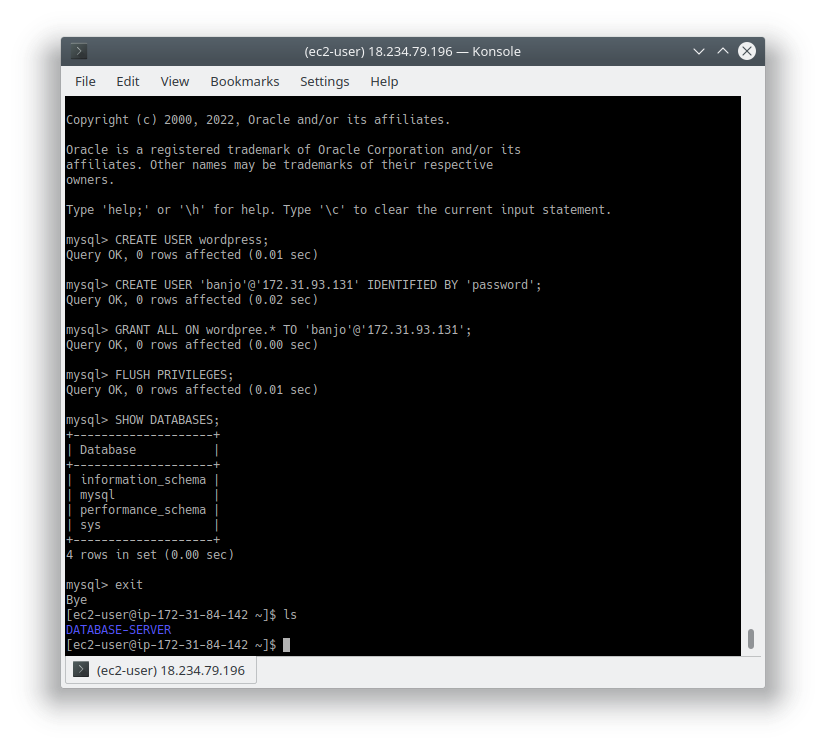 (ec2-user) 18.234.79.196 — Konsole
File Edit View Bookmarks Settings Help
Copyright (c) 2000, 2022, Oracle and/or its affiliates.
Oracle is a registered trademark of Oracle Corporation and/or its
affiliates. Other names may be trademarks of their respective
owners.
Type 'help;' or '\h' for help. Type '\c' to clear the current input statement.
mysql> CREATE USER wordpress;
Query OK, 0 rows affected (0.01 sec)
mysql> CREATE USER 'banjo'@'172.31.93.131' IDENTIFIED BY 'password';
Query OK, 0 rows affected (0.02 sec)
mysql> GRANT ALL ON wordpree.* TO 'banjo'@'172.31.93.131';
Query OK, 0 rows affected (0.00 sec)
mysql> FLUSH PRIVILEGES;
Query OK, 0 rows affected (0.01 sec)
mysql> SHOW DATABASES;
+--------------------+
| Database           |
+--------------------+
| information_schema |
| mysql              |
| performance_schema |
| sys                |
+--------------------+
4 rows in set (0.00 sec)
mysql> exit
Bye
[ec2-user@ip-172-31-84-142 ~]$ ls
DATABASE-SERVER
[ec2-user@ip-172-31-84-142 ~]$
(ec2-user) 18.234.79.196